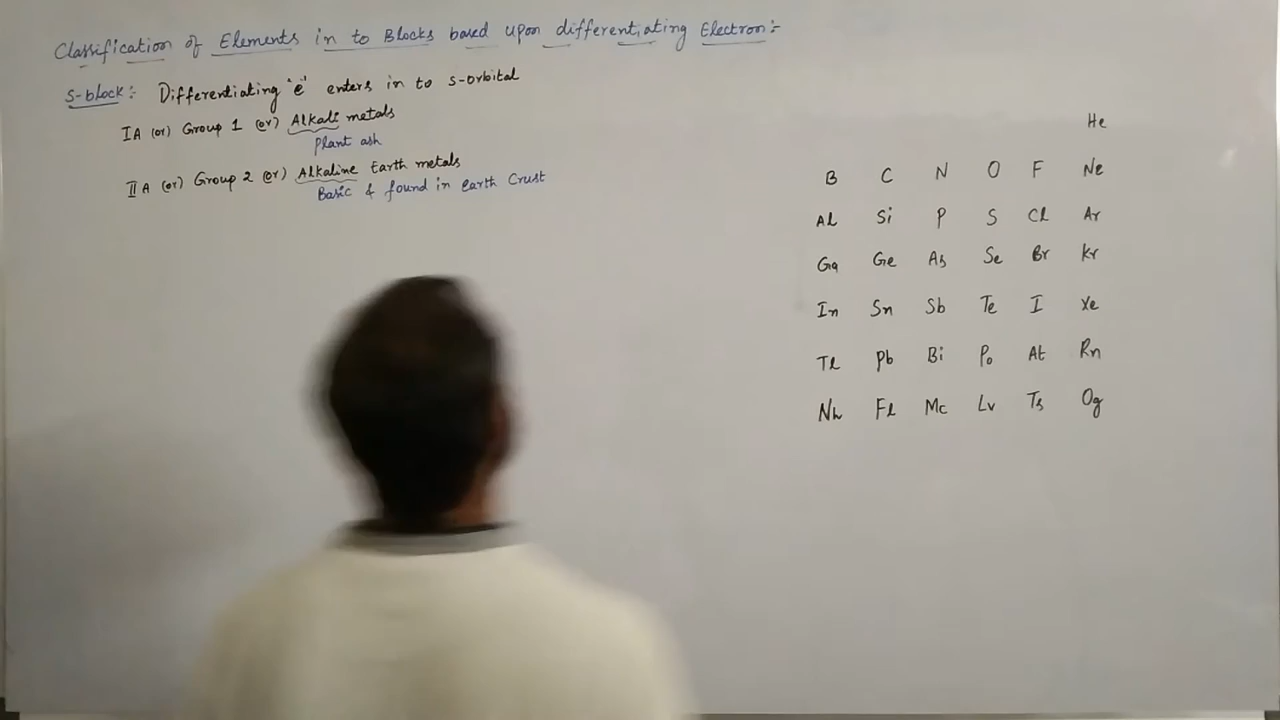 Classification of Elements in to Blocks based upon differentiating Electron:-
S-block:- Differentiating 'e⁻' enters in to s-orbital
IA (or) Group 1 (or) Alkali metals
Plant ash
IIA (or) Group 2 (or) Alkaline Earth metals
Basic & found in earth Crust
He
B C N O F Ne
Al Si P S Cl Ar
Ga Ge As Se Br Kr
In Sn Sb Te I Xe
Tl Pb Bi Po At Rn
Nh Fl Mc Lv Ts Og